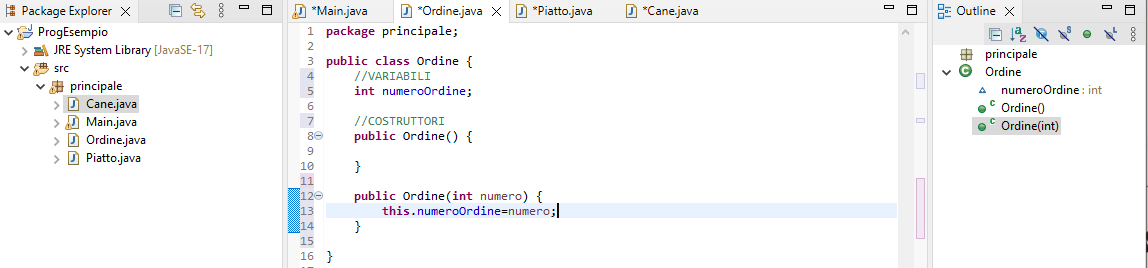 Package Explorer
ProgEsempio
JRE System Library [JavaSE-17]
src
principale
Cane.java
Main.java
Ordine.java
Piatto.java
*Main.java *Ordine.java *Piatto.java *Cane.java
1 package principale;
2
3 public class Ordine {
4 //VARIABILI
5 int numeroOrdine;
6
7 //COSTRUTTORI
8 public Ordine() {
9
10 }
11
12 public Ordine(int numero) {
13 this.numeroOrdine=numero;
14 }
15
16 }
Outline
principale
Ordine
numeroOrdine : int
Ordine()
Ordine(int)